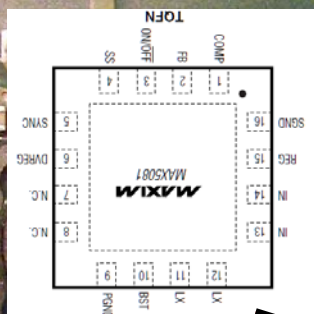 TQFN
COMP
FB
ON/OFF
SS
1
2
3
4
SYNC 5
DVREG 6
N.C. 7
N.C. 8
16 SGND
15 REG
14 IN
13 IN
MAX5081
MAXIM
9
10
11
12
BST
LX
LX